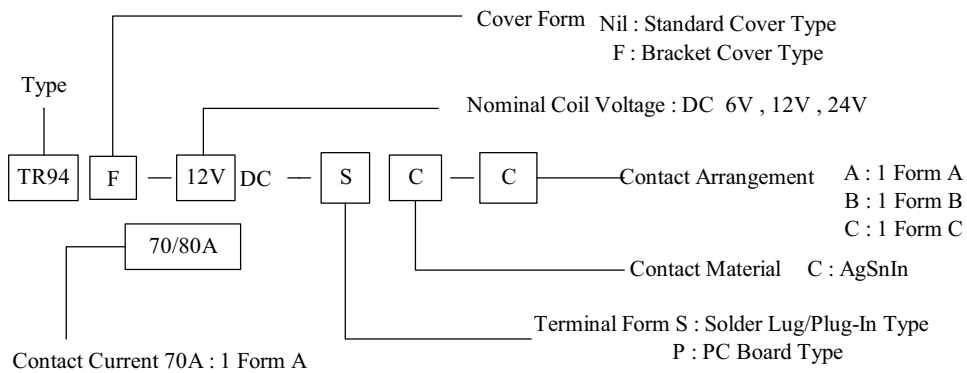 Cover Form Nil : Standard Cover Type
F : Bracket Cover Type
Type
Nominal Coil Voltage : DC 6V , 12V , 24V
TR94 F 12V DC S C C Contact Arrangement A : 1 Form A
B : 1 Form B
C : 1 Form C
70/80A
Contact Material C : AgSnIn
Terminal Form S : Solder Lug/Plug-In Type
P : PC Board Type
Contact Current 70A : 1 Form A